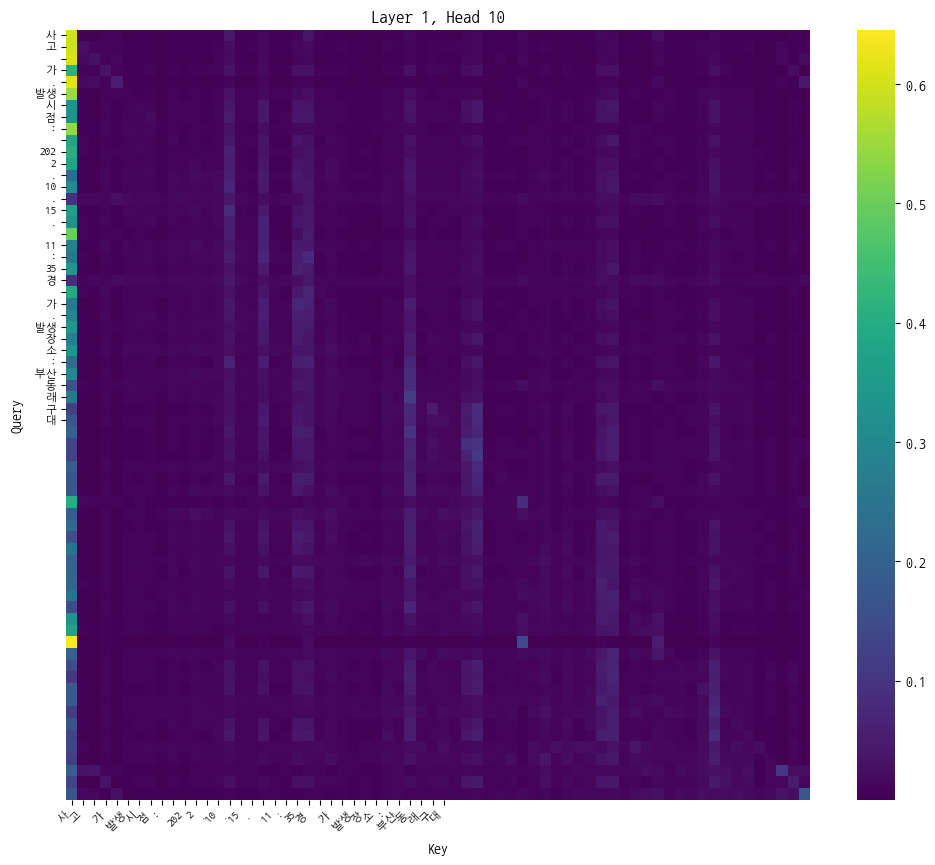 Layer 1, Head 10
Query
사
고
가
.
발생
시
점
:
202
2
.
10
.
15
.
11
:
35
경
가
.
발생
장
소
:
부산
동
래
구
대
0.6
0.5
0.4
0.3
0.2
0.1
사
고
가
발생
시
점
:
202
2
10
15
.
11
:
35
경
가
발생
장
소
:
부산
동
래
구
대
Key